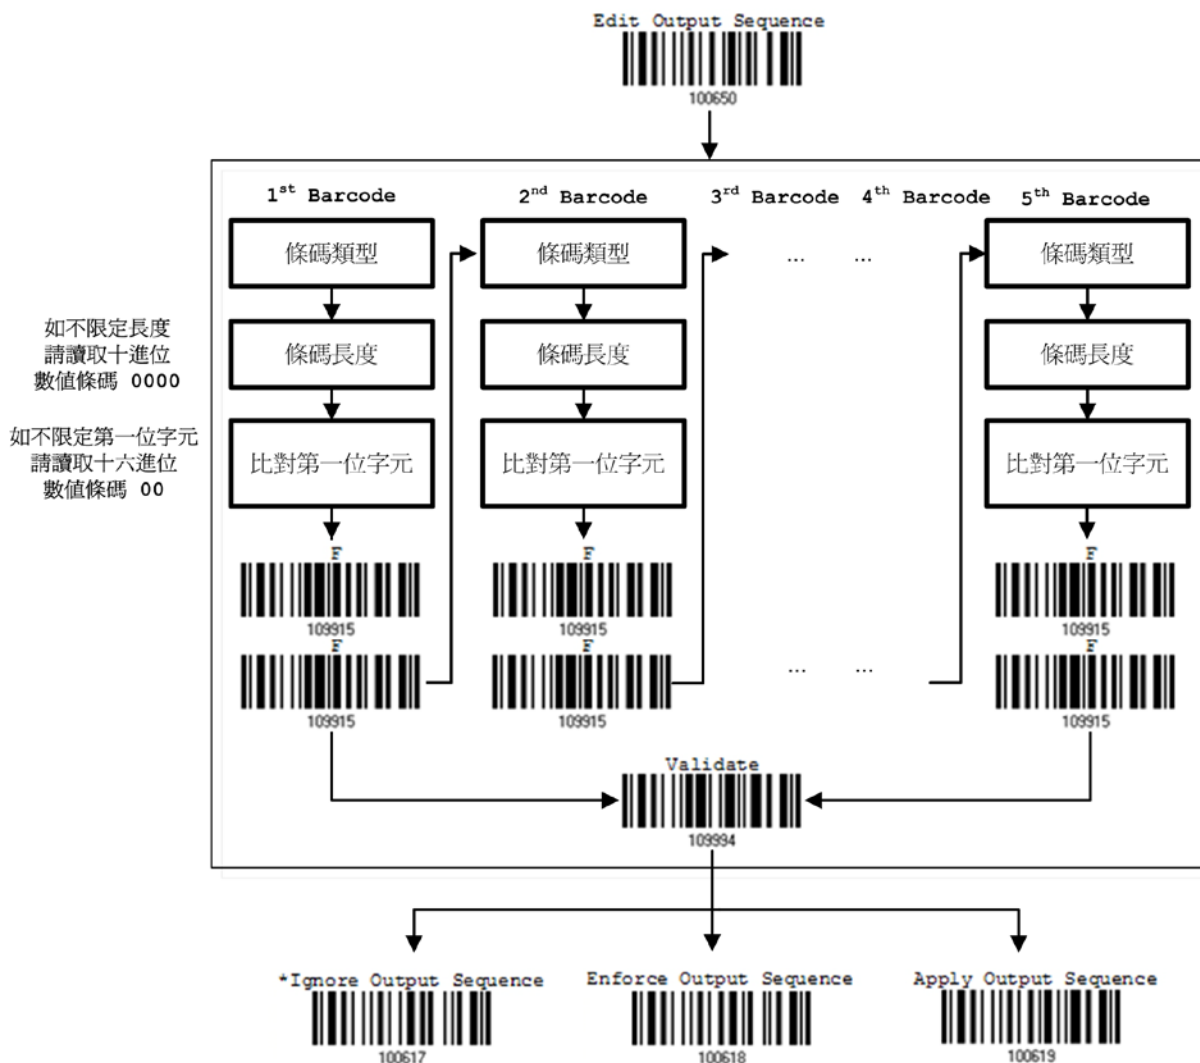 Edit Output Sequence
100650
1st Barcode
2nd Barcode
3rd Barcode
4th Barcode
5th Barcode
條碼類型
條碼類型
... ...
條碼類型
如不限定長度
請讀取十進位
數值條碼 0000
條碼長度
條碼長度
條碼長度
如不限定第一位字元
請讀取十六進位
數值條碼 00
比對第一位字元
比對第一位字元
比對第一位字元
F
F
F
109915
109915
109915
F
F
F
... ...
109915
109915
109915
Validate
109994
*Ignore Output Sequence
Enforce Output Sequence
Apply Output Sequence
100617
100618
100619